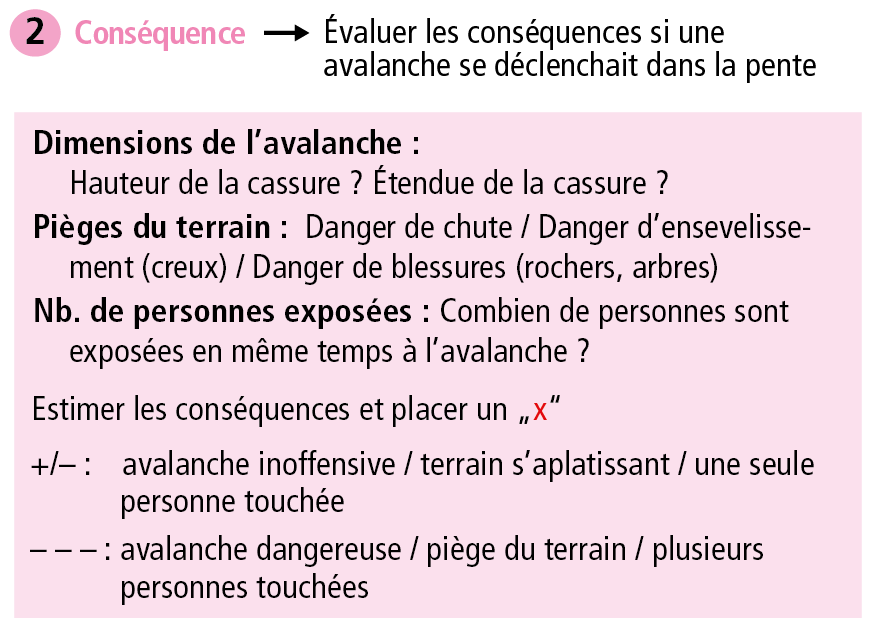 2 Conséquence → Évaluer les conséquences si une
avalanche se déclenchait dans la pente
Dimensions de l’avalanche :
Hauteur de la cassure ? Étendue de la cassure ?
Pièges du terrain : Danger de chute / Danger d’ensevelisse-
ment (creux) / Danger de blessures (rochers, arbres)
Nb. de personnes exposées : Combien de personnes sont
exposées en même temps à l’avalanche ?
Estimer les conséquences et placer un „x“
+/– : avalanche inoffensive / terrain s’aplatissant / une seule
personne touchée
– – – : avalanche dangereuse / piège du terrain / plusieurs
personnes touchées